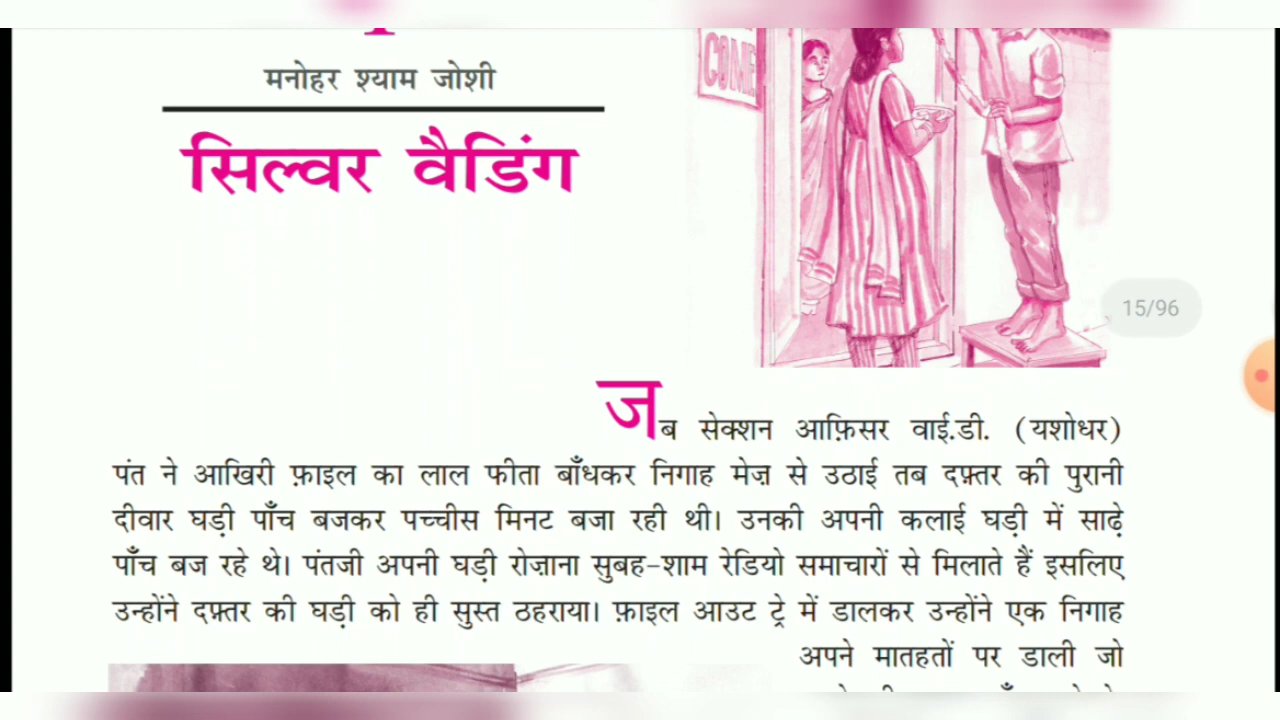 COME
मनोहर श्याम जोशी
सिल्वर वैडिंग
15/96
जब सेक्शन आफ़िसर वाई.डी. (यशोधर)
पंत ने आखिरी फ़ाइल का लाल फीता बाँधकर निगाह मेज़ से उठाई तब दफ़्तर की पुरानी
दीवार घड़ी पाँच बजकर पच्चीस मिनट बजा रही थी। उनकी अपनी कलाई घड़ी में साढ़े
पाँच बज रहे थे। पंतजी अपनी घड़ी रोज़ाना सुबह-शाम रेडियो समाचारों से मिलाते हैं इसलिए
उन्होंने दफ़्तर की घड़ी को ही सुस्त ठहराया। फ़ाइल आउट ट्रे में डालकर उन्होंने एक निगाह
अपने मातहतों पर डाली जो